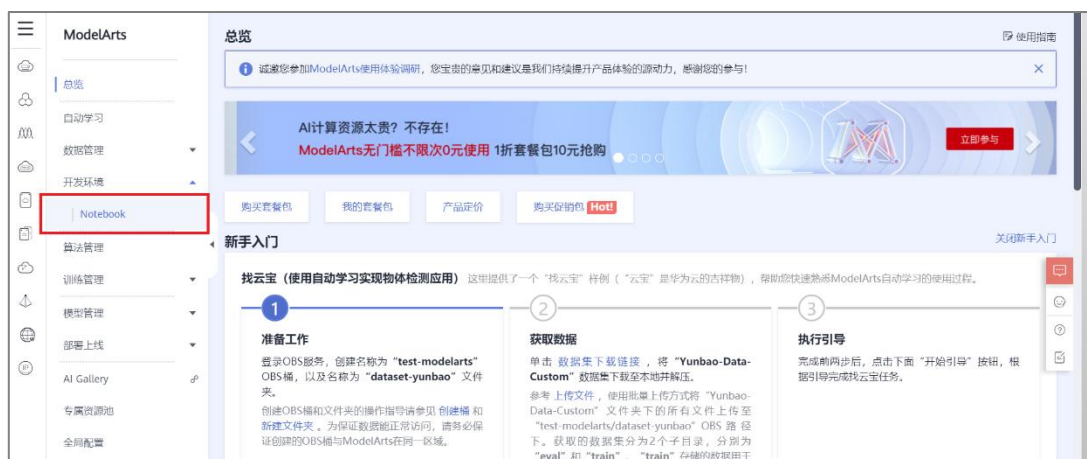 ModelArts
总览
自动学习
数据管理
开发环境
Notebook
算法管理
训练管理
模型管理
部署上线
AI Gallery
专属资源池
全局配置
总览
使用指南
诚邀您参加ModelArts使用体验调研，您宝贵的意见和建议是我们持续提升产品体验的源动力，感谢您的参与！
AI计算资源太贵？不存在！
ModelArts无门槛不限次0元使用 1折套餐包10元抢购
立即参与
购买套餐包
我的套餐包
产品定价
购买促销包 Hot!
新手入门
关闭新手入门
找云宝（使用自动学习实现物体检测应用） 这里提供了一个“找云宝”样例（“云宝”是华为云的吉祥物），帮助您快速熟悉ModelArts自动学习的使用过程。
1
准备工作
登录OBS服务，创建名称为“test-modelarts”
OBS桶，以及名称为“dataset-yunbao”文件
夹。
创建OBS桶和文件夹的操作指导请参见 创建桶 和
新建文件夹 。为保证数据能正常访问，请务必保
证创建的OBS桶与ModelArts在同一区域。
2
获取数据
单击 数据集下载链接 ，将“Yunbao-Data-
Custom”数据集下载至本地并解压。
参考 上传文件 ，使用批量上传方式将“Yunbao-
Data-Custom”文件夹下的所有文件上传至
“test-modelarts/dataset-yunbao”OBS 路 径
下。获取的数据集分为2个子目录，分别为
“eval”和“train”，“train”存储的数据用于
3
执行引导
完成前两步后，点击下面“开始引导”按钮，根
据引导完成找云宝任务。